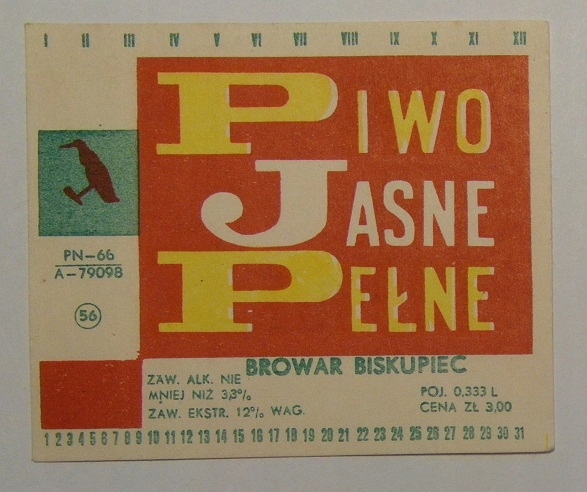 I II III IV V VI VII VIII IX X XI XII
PIWO
JASNE
PEŁNE
PN-66
A-79098
56
BROWAR BISKUPIEC
ZAW. ALK. NIE
MNIEJ NIŻ 3,3%
ZAW. EKSTR. 12% WAG.
POJ. 0,333 L
CENA ZŁ 3,00
1 2 3 4 5 6 7 8 9 10 11 12 13 14 15 16 17 18 19 20 21 22 23 24 25 26 27 28 29 30 31